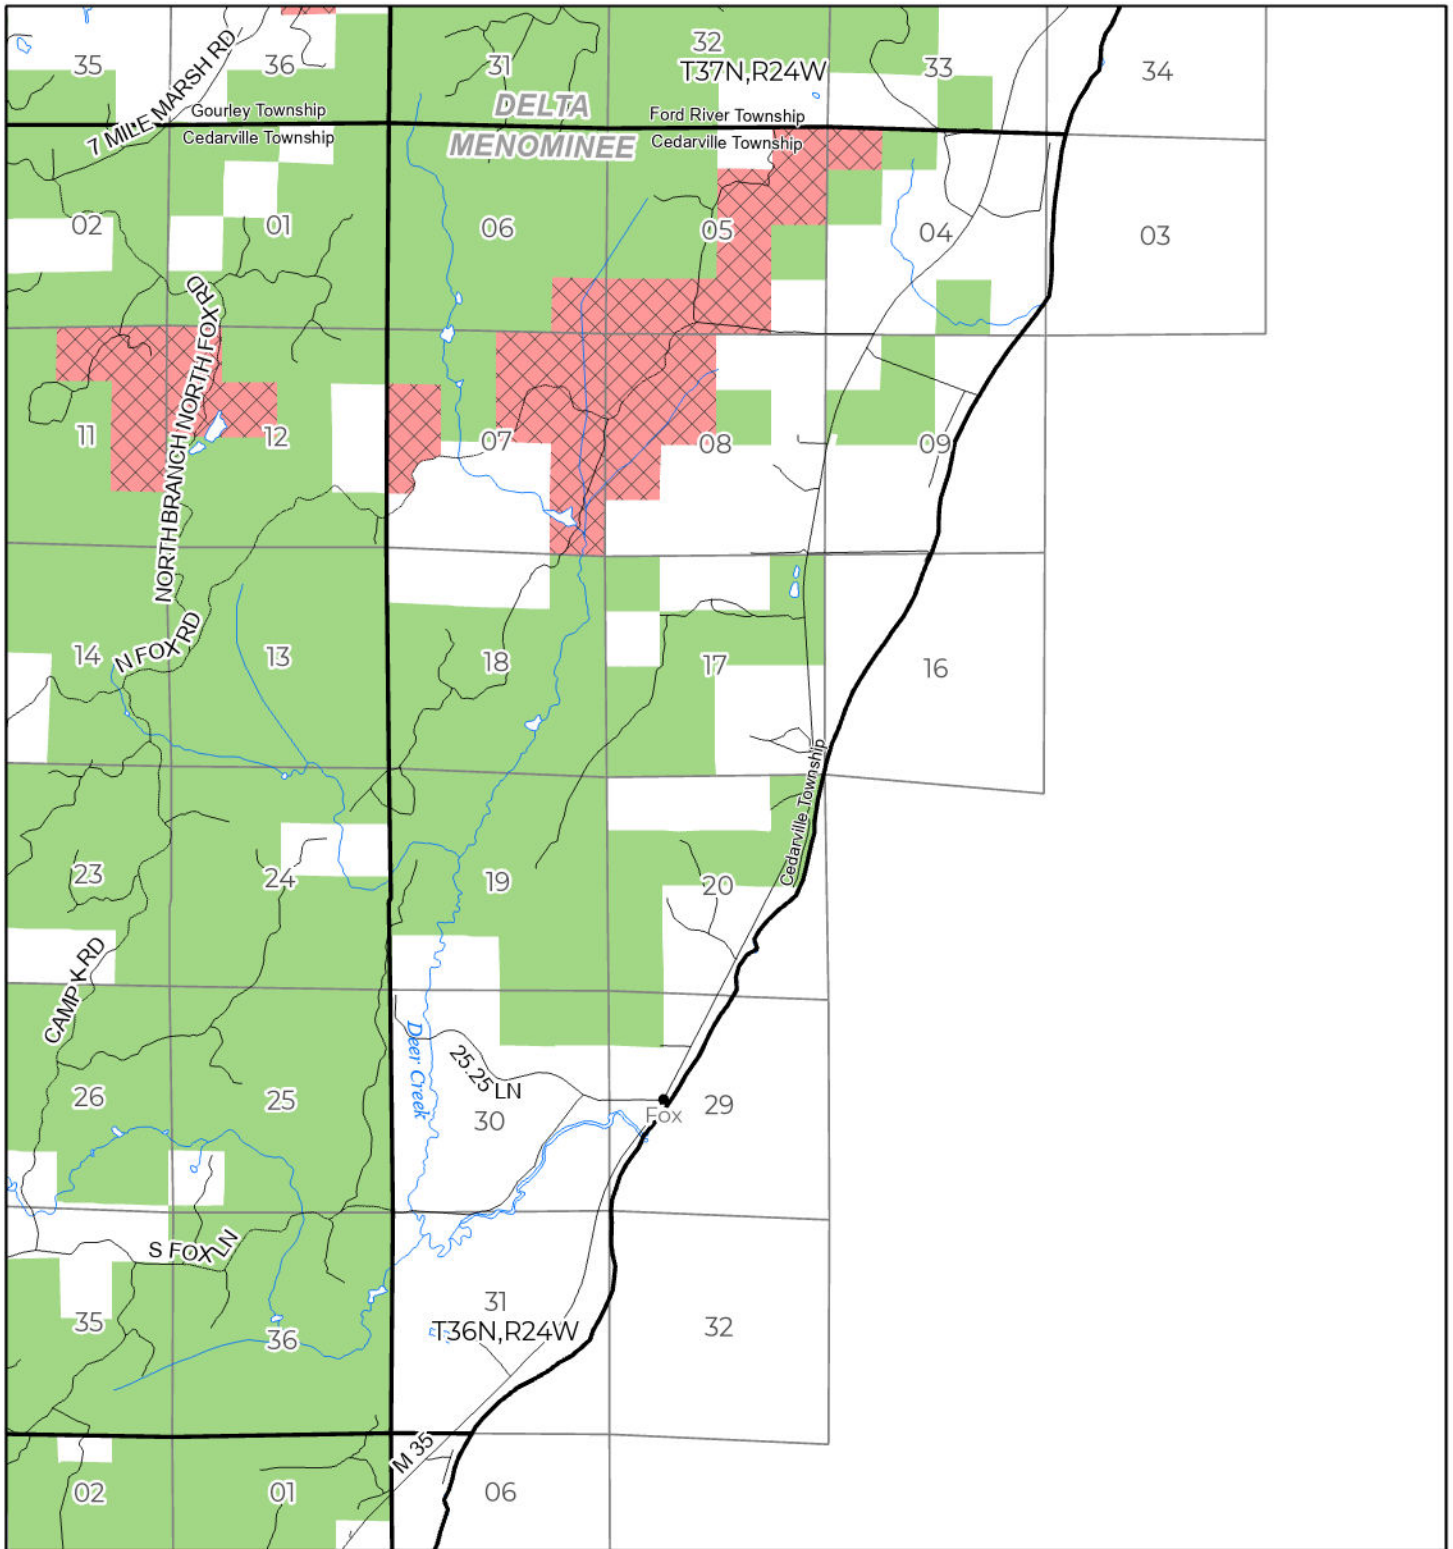 35
36
31
32
T37N,R24W
33
34
7 MILE MARSH RD
Gourley Township
Cedarville Township
DELTA
MENOMINEE
Ford River Township
Cedarville Township
02
01
06
05
04
03
NORTH BRANCH NORTH FOX RD
11
12
07
08
09
14
N FOX RD
13
18
17
16
Cedarville Township
23
24
19
20
CAMP K RD
26
25
Deer Creek
25.25 LN
30
Fox
29
S FOX LN
35
36
31
T36N,R24W
32
M 35
02
01
06